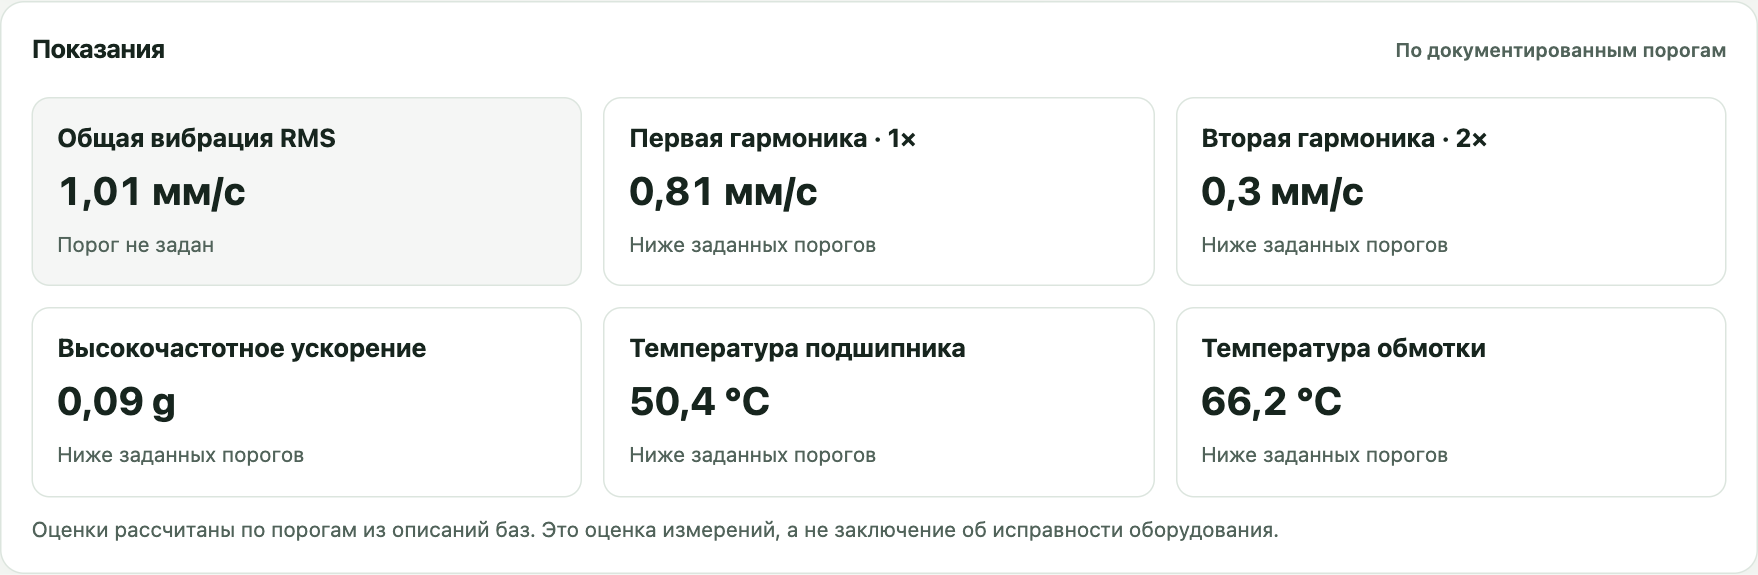 Показания
По документированным порогам
Общая вибрация RMS
1,01 мм/с
Порог не задан
Первая гармоника · 1×
0,81 мм/с
Ниже заданных порогов
Вторая гармоника · 2×
0,3 мм/с
Ниже заданных порогов
Высокочастотное ускорение
0,09 g
Ниже заданных порогов
Температура подшипника
50,4 °C
Ниже заданных порогов
Температура обмотки
66,2 °C
Ниже заданных порогов
Оценки рассчитаны по порогам из описаний баз. Это оценка измерений, а не заключение об исправности оборудования.